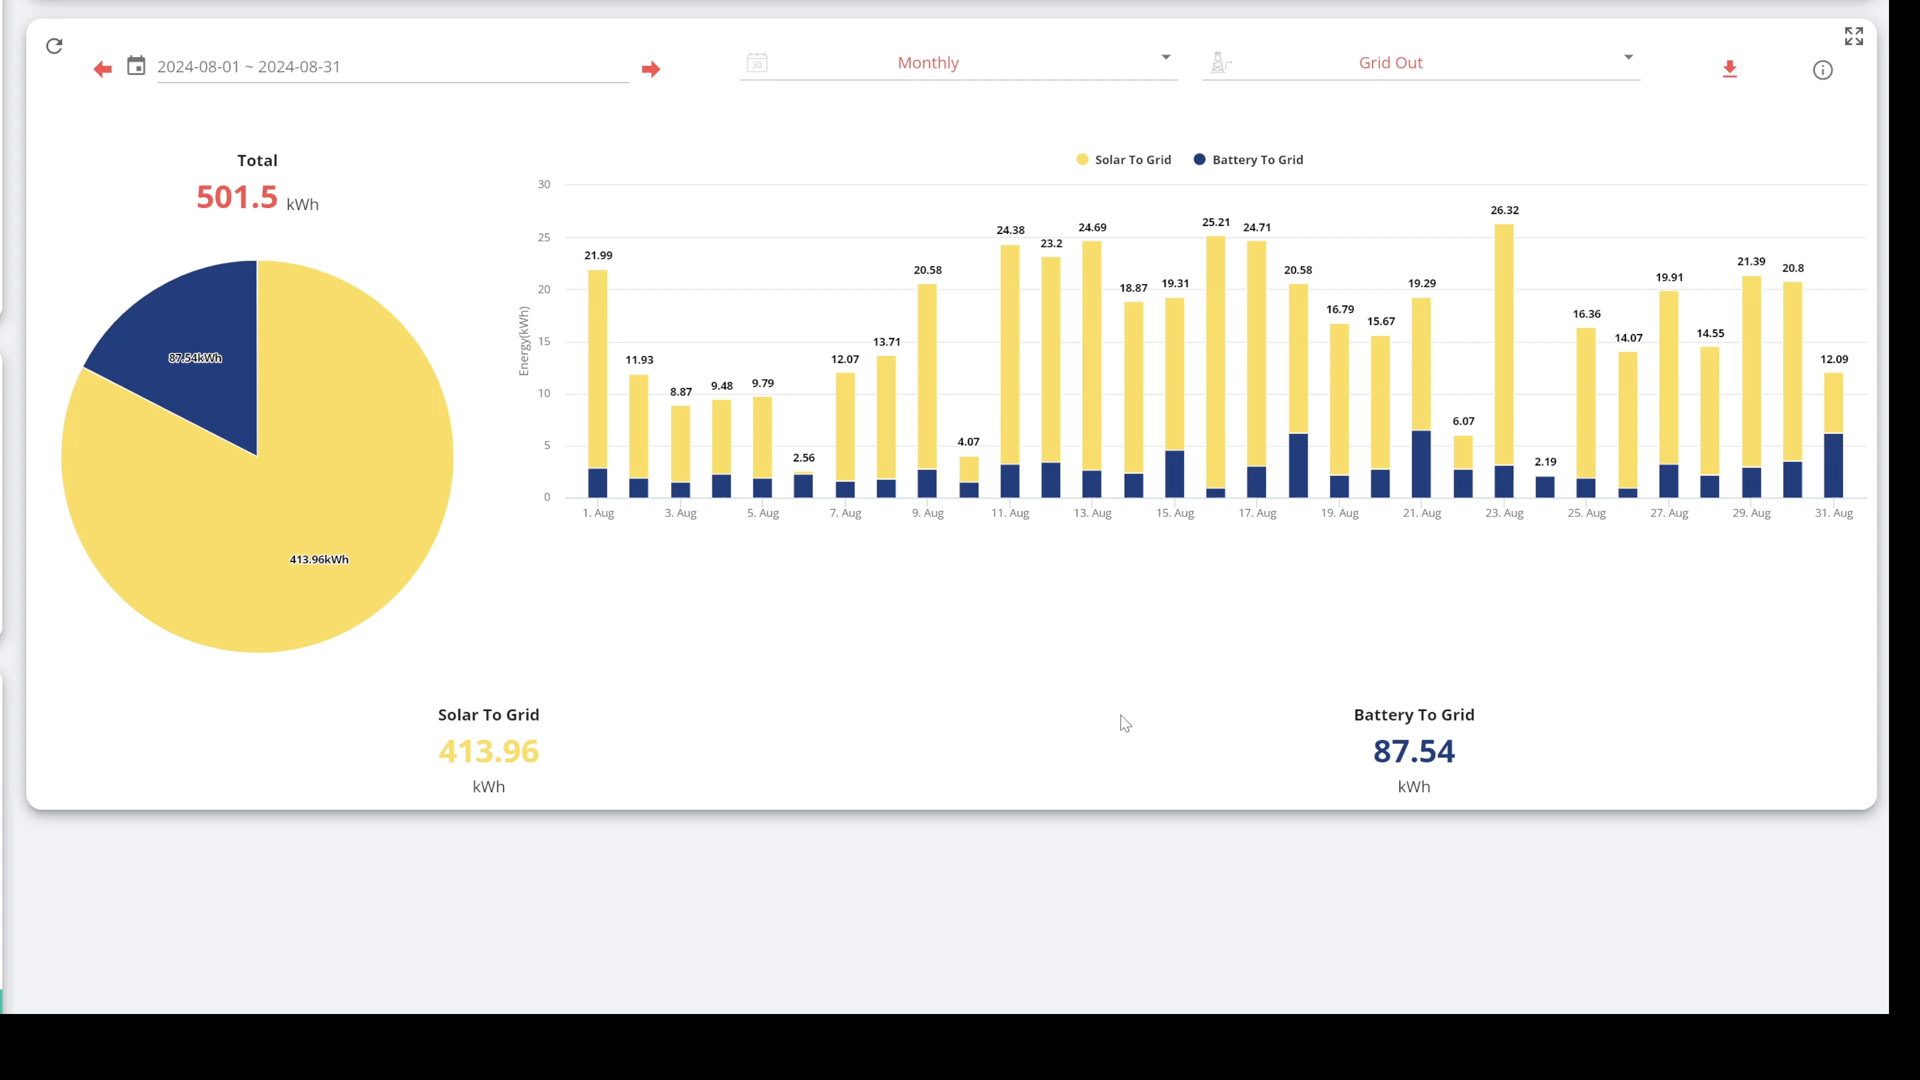 2024-08-01 ~ 2024-08-31
30
Monthly
Grid Out
Total
501.5 kWh
87.54kWh
413.96kWh
Solar To Grid
Battery To Grid
Energy(kWh)
30
25
20
15
10
5
0
21.99
11.93
8.87
9.48
9.79
2.56
12.07
13.71
20.58
4.07
24.38
23.2
24.69
18.87
19.31
25.21
24.71
20.58
16.79
15.67
19.29
6.07
26.32
2.19
16.36
14.07
19.91
14.55
21.39
20.8
12.09
1. Aug
3. Aug
5. Aug
7. Aug
9. Aug
11. Aug
13. Aug
15. Aug
17. Aug
19. Aug
21. Aug
23. Aug
25. Aug
27. Aug
29. Aug
31. Aug
Solar To Grid
413.96
kWh
Battery To Grid
87.54
kWh